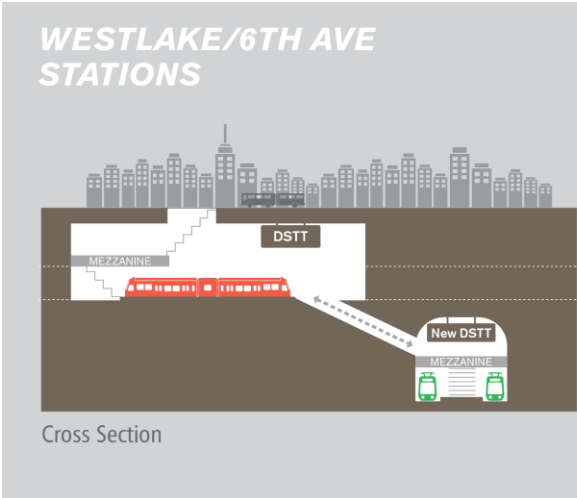 WESTLAKE/6TH AVE
STATIONS
DSTT
MEZZANINE
New DSTT
MEZZANINE
Cross Section